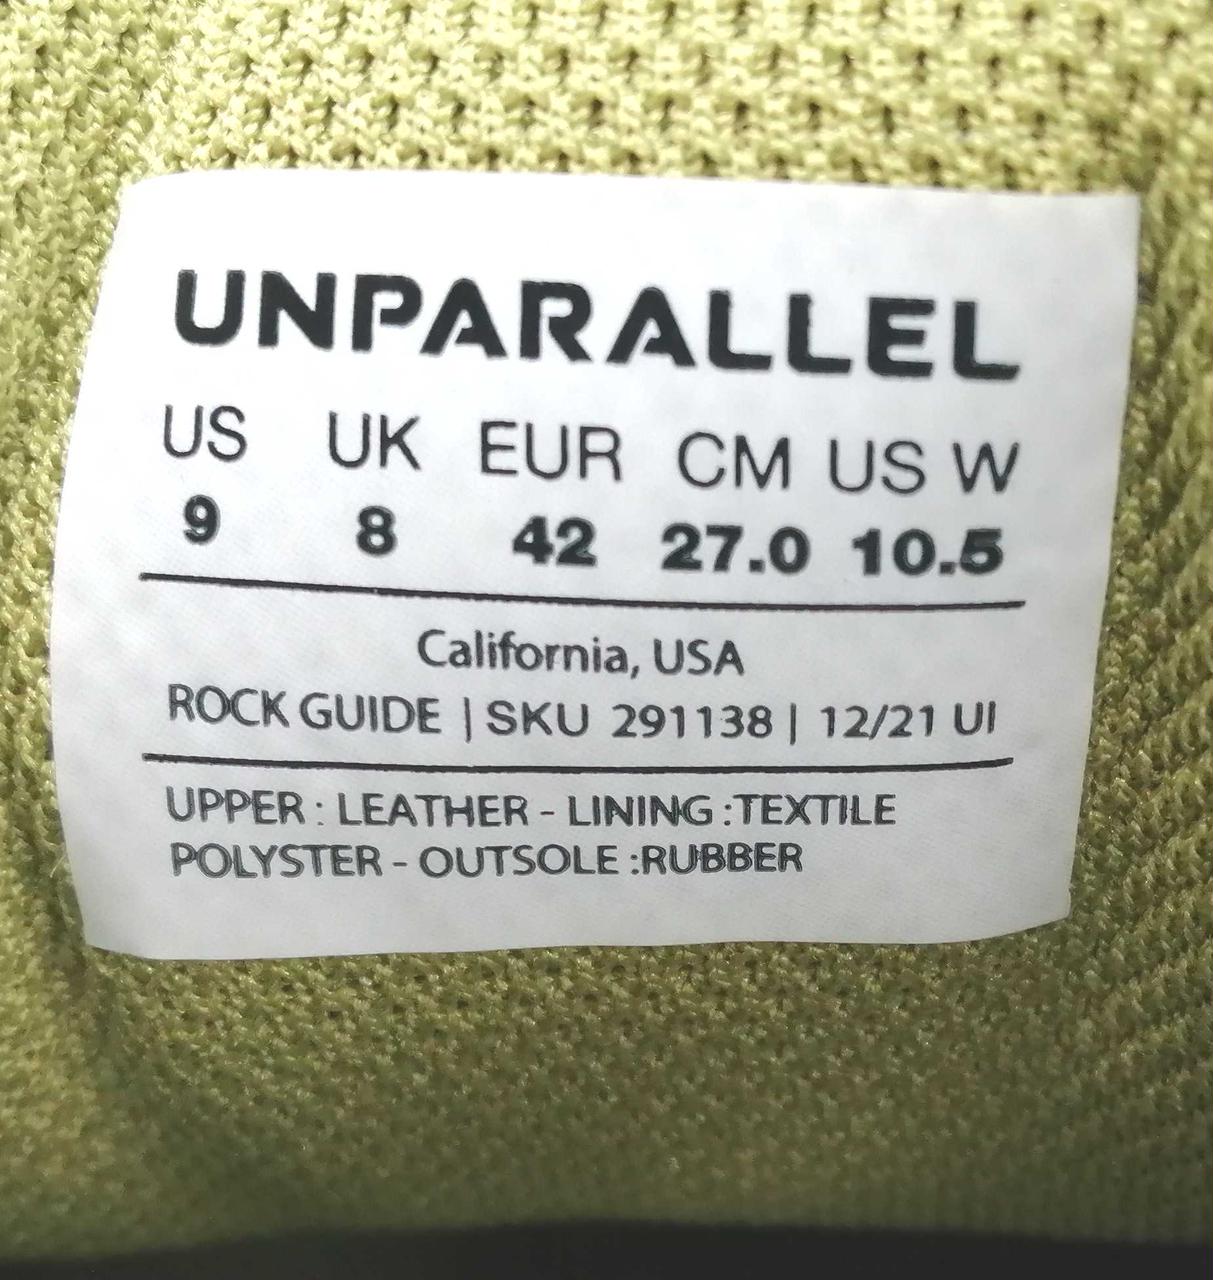 UNPARALLEL
US UK EUR CM US W
9 8 42 27.0 10.5
California, USA
ROCK GUIDE | SKU 291138 | 12/21 UI
UPPER : LEATHER - LINING :TEXTILE
POLYSTER - OUTSOLE :RUBBER